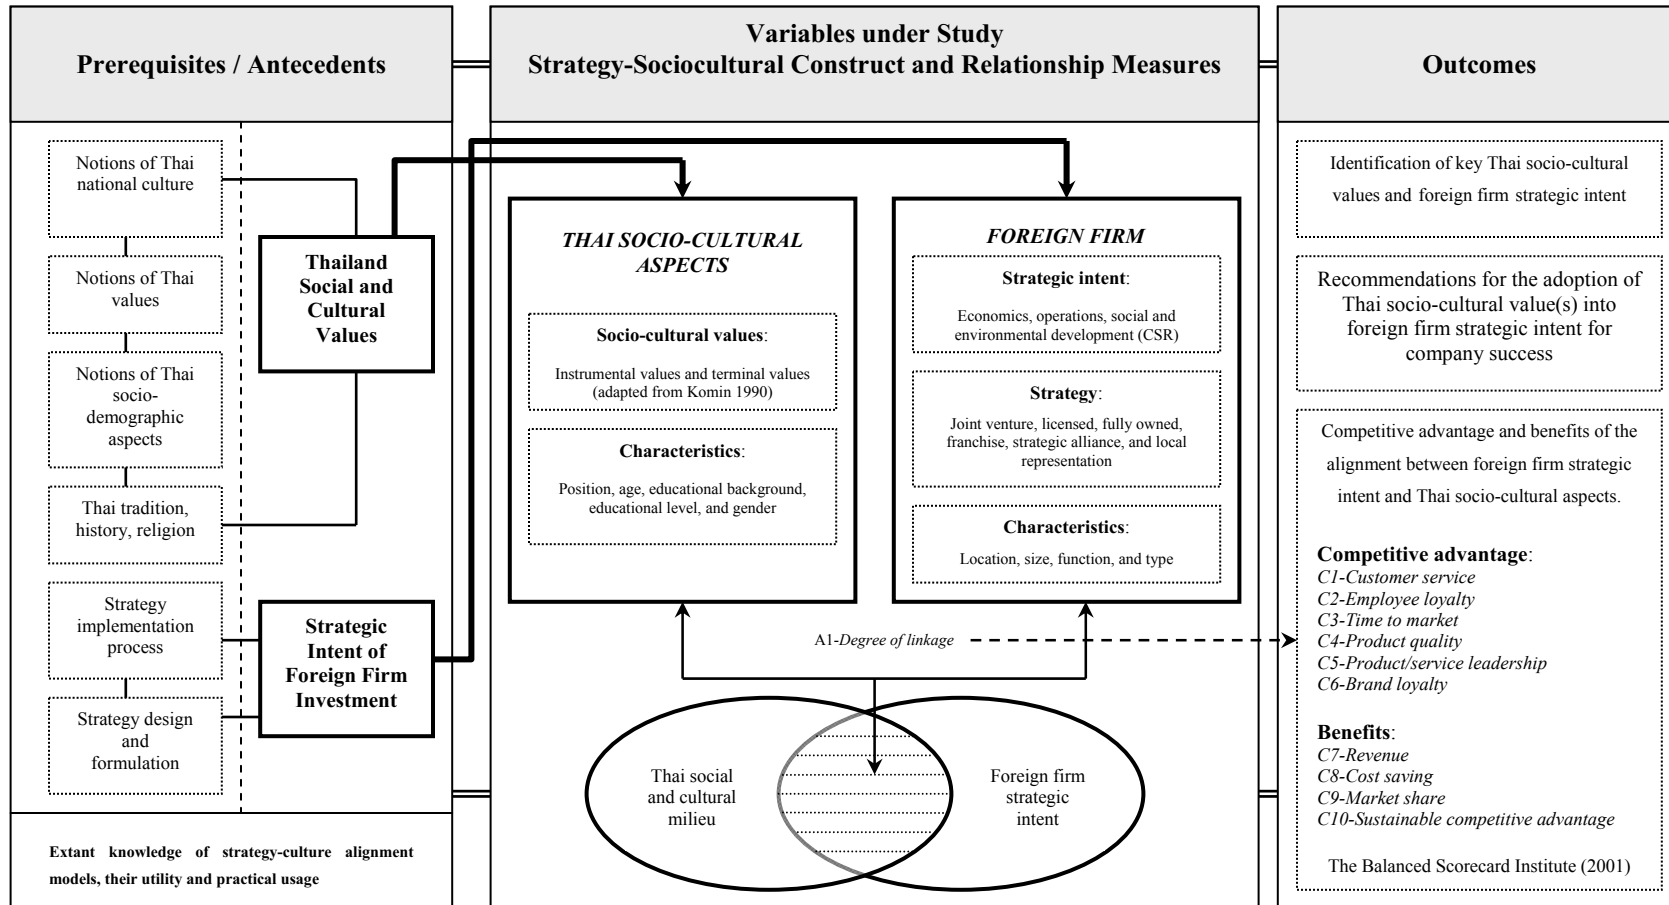 Prerequisites / Antecedents
Variables under Study
Strategy-Sociocultural Construct and Relationship Measures
Outcomes
Notions of Thai
national culture
Notions of Thai
values
Notions of Thai
socio-
demographic
aspects
Thai tradition,
history, religion
Strategy
implementation
process
Strategy design
and
formulation
Thailand
Social and
Cultural
Values
Strategic
Intent of
Foreign Firm
Investment
Extant knowledge of strategy-culture alignment
models, their utility and practical usage
THAI SOCIO-CULTURAL
ASPECTS
Socio-cultural values:
Instrumental values and terminal values
(adapted from Komin 1990)
Characteristics:
Position, age, educational background,
educational level, and gender
FOREIGN FIRM
Strategic intent:
Economics, operations, social and
environmental development (CSR)
Strategy:
Joint venture, licensed, fully owned,
franchise, strategic alliance, and local
representation
Characteristics:
Location, size, function, and type
A1-Degree of linkage
Thai social
and cultural
milieu
Foreign firm
strategic
intent
Identification of key Thai socio-cultural
values and foreign firm strategic intent
Recommendations for the adoption of
Thai socio-cultural value(s) into
foreign firm strategic intent for
company success
Competitive advantage and benefits of the
alignment between foreign firm strategic
intent and Thai socio-cultural aspects.
Competitive advantage:
C1-Customer service
C2-Employee loyalty
C3-Time to market
C4-Product quality
C5-Product/service leadership
C6-Brand loyalty
Benefits:
C7-Revenue
C8-Cost saving
C9-Market share
C10-Sustainable competitive advantage
The Balanced Scorecard Institute (2001)